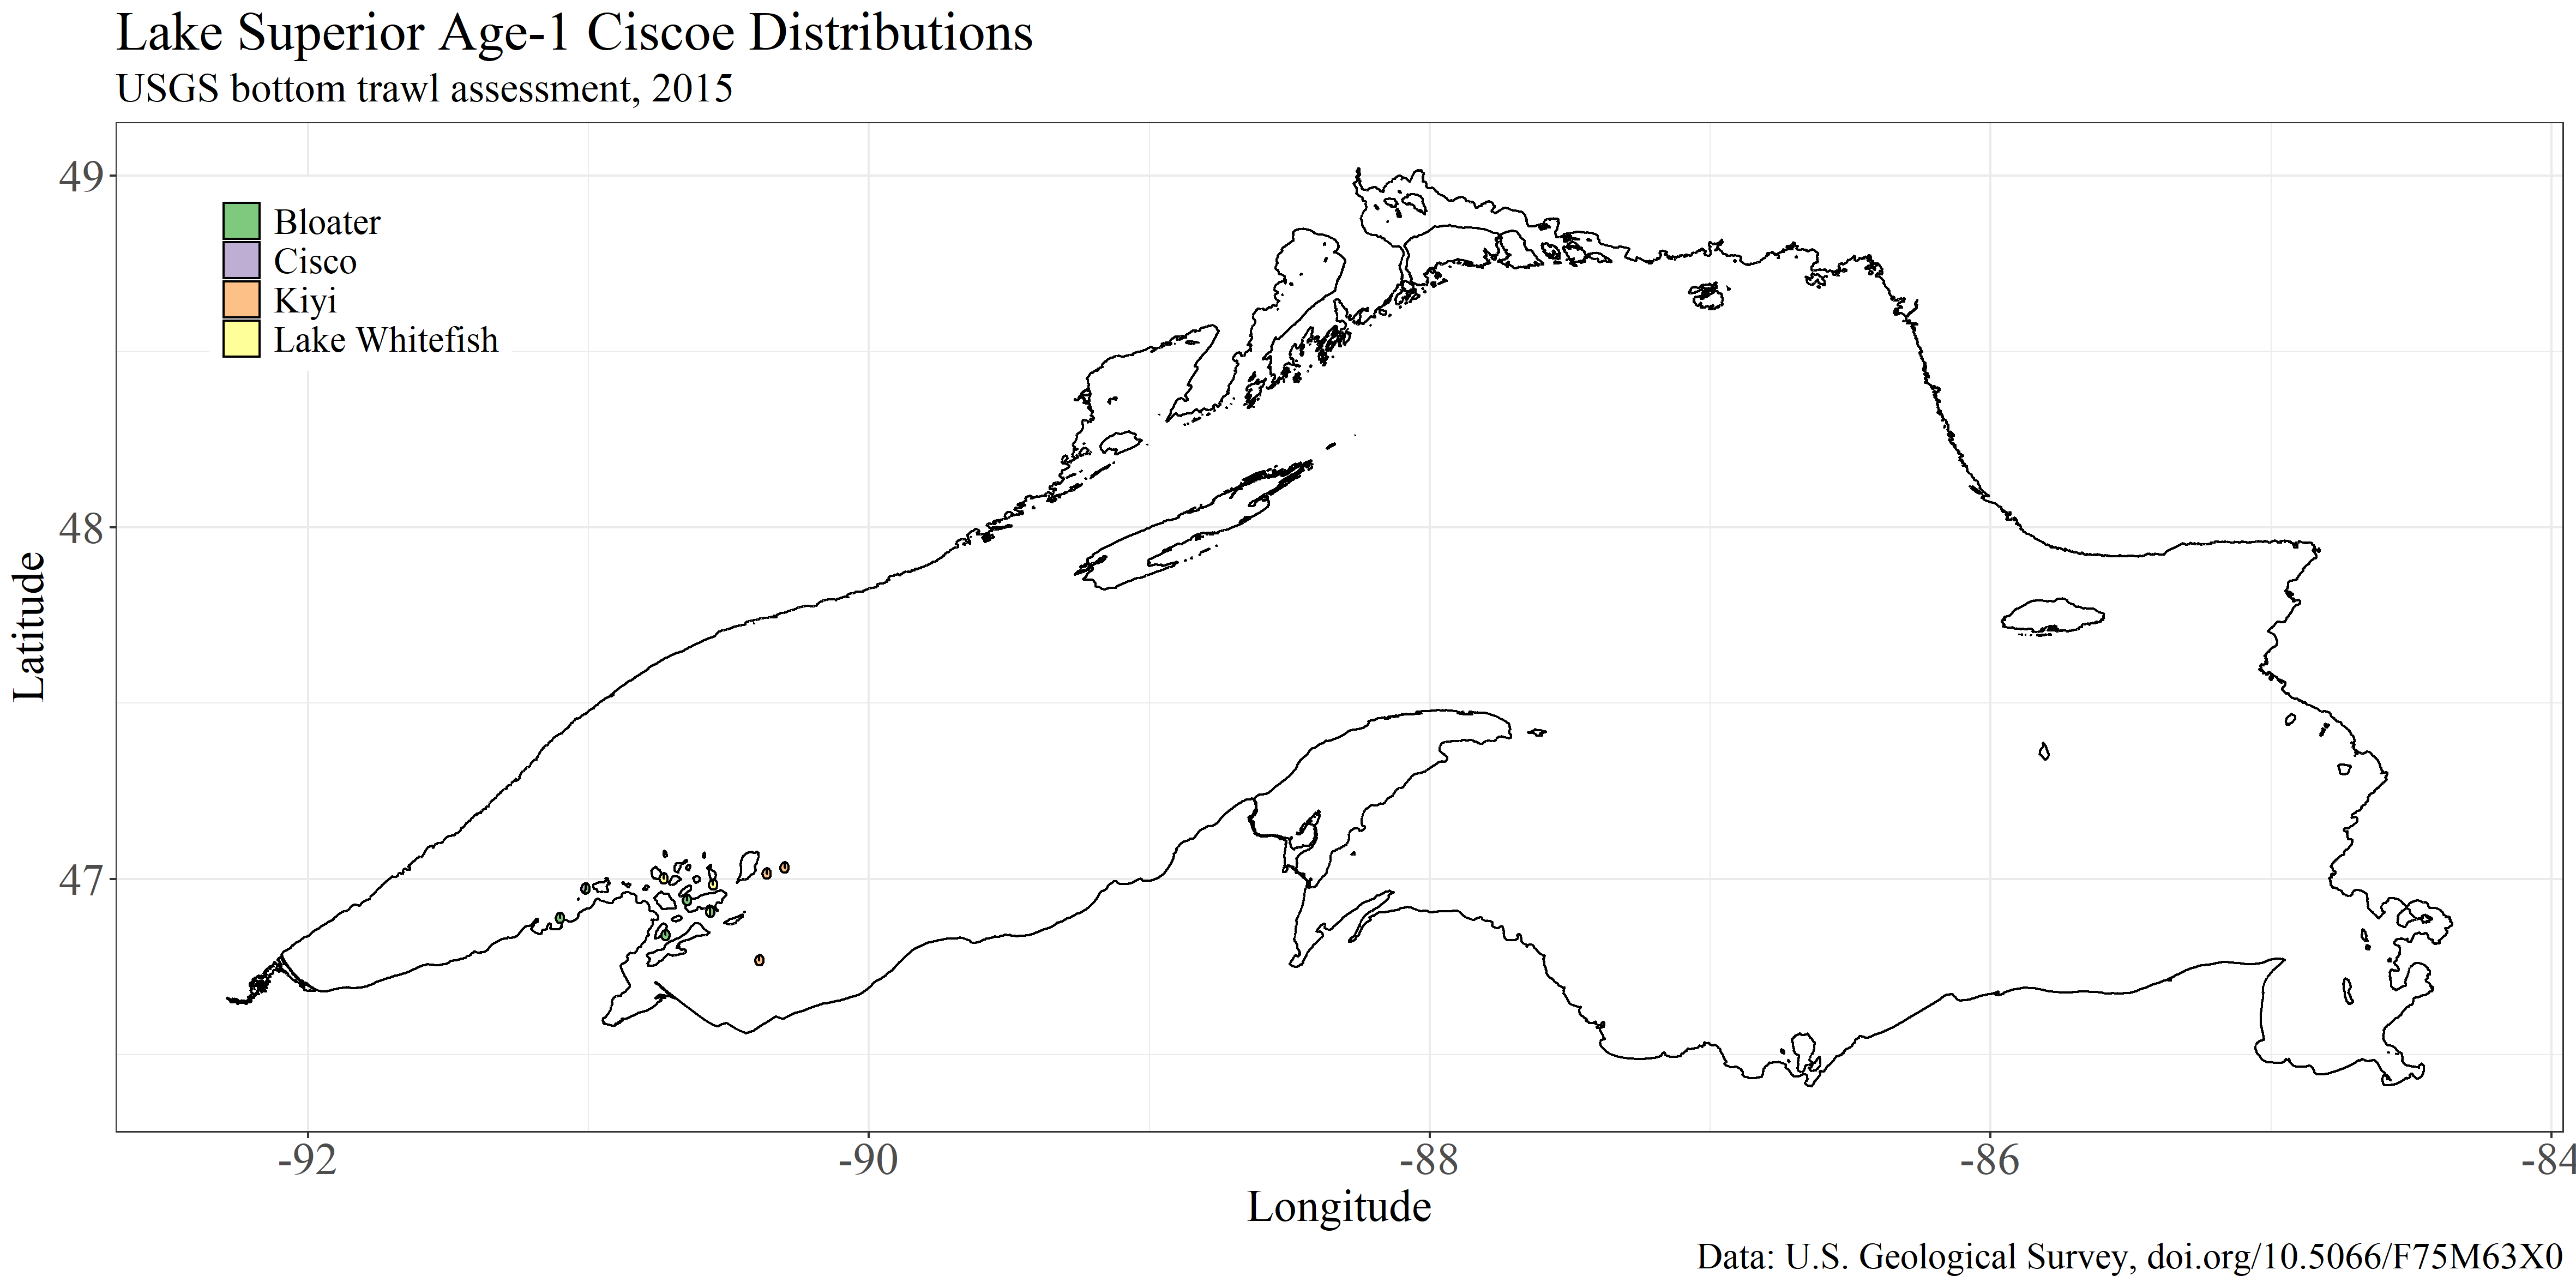 Lake Superior Age-1 Ciscoe Distributions
USGS bottom trawl assessment, 2015
49
48
47
Latitude
Bloater
Cisco
Kiyi
Lake Whitefish
-92
-90
-88
-86
-84
Longitude
Data: U.S. Geological Survey, doi.org/10.5066/F75M63X0